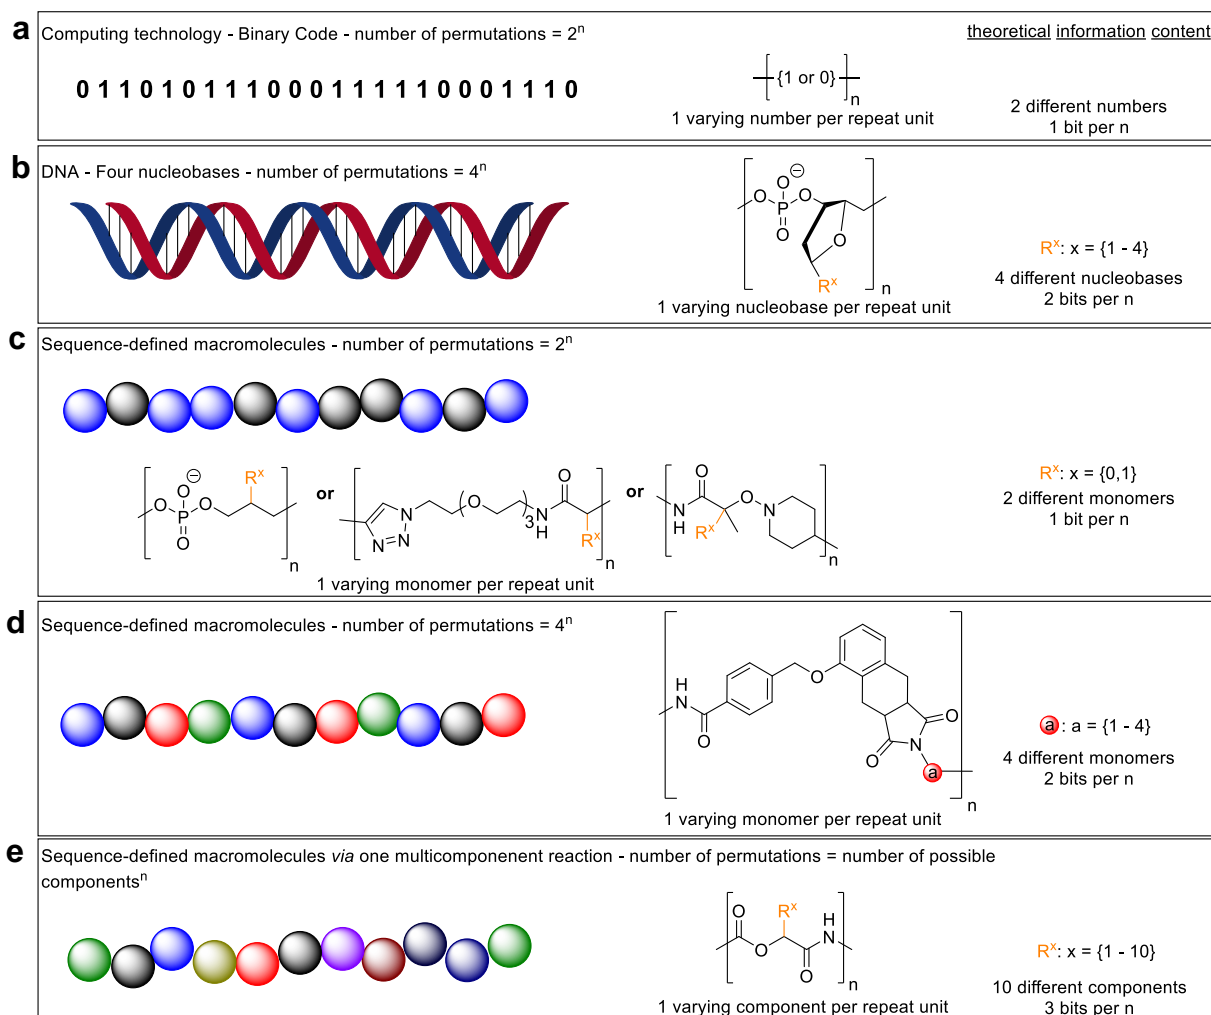 a
Computing technology - Binary Code - number of permutations = 2ⁿ
theoretical information content
0 1 1 0 1 0 1 1 1 0 0 0 1 1 1 1 1 0 0 0 1 1 1 0
{1 or 0}
n
1 varying number per repeat unit
2 different numbers
1 bit per n
b
DNA - Four nucleobases - number of permutations = 4ⁿ
O
O
P
O
O
O
Rˣ
n
1 varying nucleobase per repeat unit
Rˣ: x = {1 - 4}
4 different nucleobases
2 bits per n
c
Sequence-defined macromolecules - number of permutations = 2ⁿ
O
O
P
O
O
Rˣ
n
or
N
N
N
O
3
N
H
O
Rˣ
n
or
N
H
O
O
N
Rˣ
n
1 varying monomer per repeat unit
Rˣ: x = {0,1}
2 different monomers
1 bit per n
d
Sequence-defined macromolecules - number of permutations = 4ⁿ
H
N
O
O
O
N
O
a
n
1 varying monomer per repeat unit
a : a = {1 - 4}
4 different monomers
2 bits per n
e
Sequence-defined macromolecules via one multicomponenent reaction - number of permutations = number of possible
componentsⁿ
O
O
Rˣ
O
H
N
n
1 varying component per repeat unit
Rˣ: x = {1 - 10}
10 different components
3 bits per n